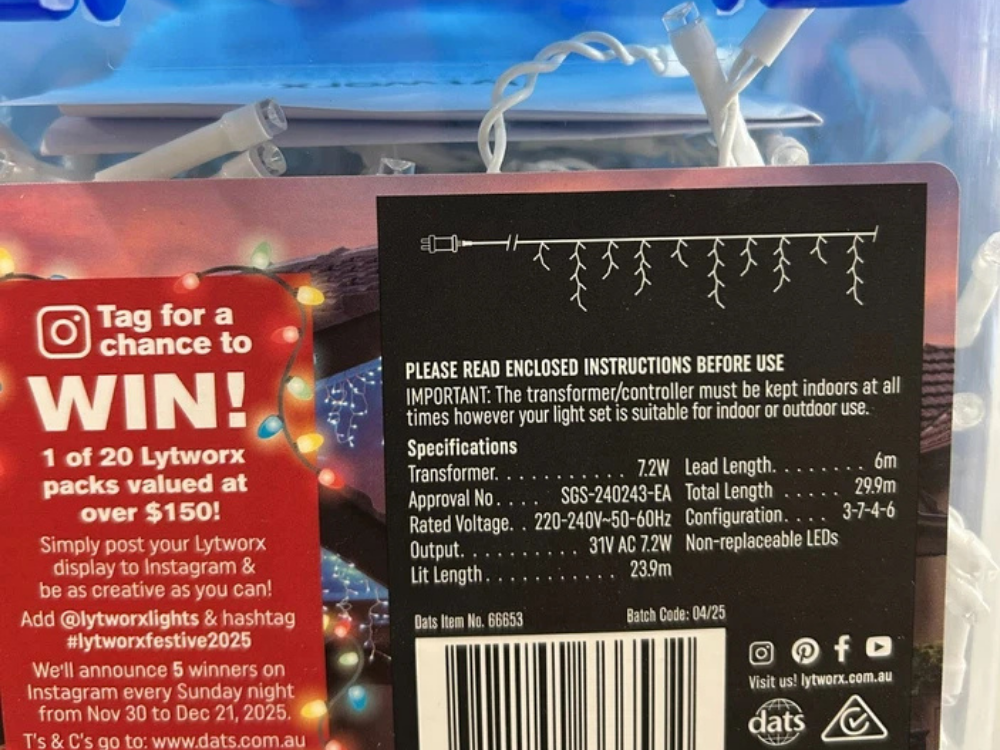 Tag for a
chance to
WIN!
1 of 20 Lytworx
packs valued at
over $150!
Simply post your Lytworx
display to Instagram &
be as creative as you can!
Add @lytworxlights & hashtag
#lytworxfestive2025
We'll announce 5 winners on
Instagram every Sunday night
from Nov 30 to Dec 21, 2025.
T's & C's go to: www.dats.com.au
PLEASE READ ENCLOSED INSTRUCTIONS BEFORE USE
IMPORTANT: The transformer/controller must be kept indoors at all
times however your light set is suitable for indoor or outdoor use.
Specifications
Transformer. . . . . . . . . . . 7.2W
Approval No. . . . . SGS-240243-EA
Rated Voltage. . 220-240V~50-60Hz
Output. . . . . . . . . . 31V AC 7.2W
Lit Length . . . . . . . . . . . 23.9m
Lead Length. . . . . . . . 6m
Total Length . . . . . 29.9m
Configuration. . . . 3-7-4-6
Non-replaceable LEDs
Dats Item No. 66653
Batch Code: 04/25
Visit us! lytworx.com.au
dats